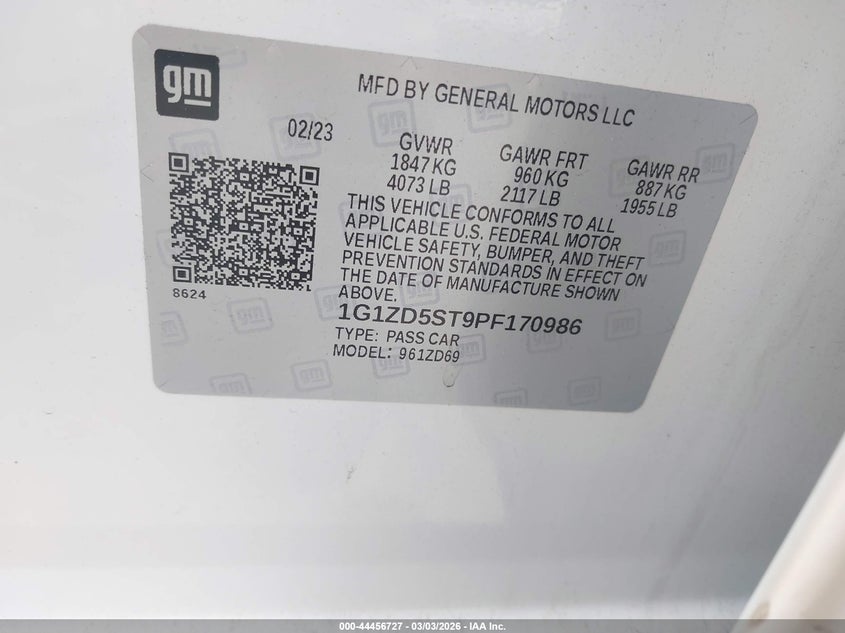 gm
MFD BY GENERAL MOTORS LLC
02/23
GVWR
1847 KG
4073 LB
GAWR FRT
960 KG
2117 LB
GAWR RR
887 KG
1955 LB
THIS VEHICLE CONFORMS TO ALL
APPLICABLE U.S. FEDERAL MOTOR
VEHICLE SAFETY, BUMPER, AND THEFT
PREVENTION STANDARDS IN EFFECT ON
THE DATE OF MANUFACTURE SHOWN
ABOVE.
8624
1G1ZD5ST9PF170986
TYPE: PASS CAR
MODEL: 961ZD69
000-44456727 — 03/03/2026 — IAA Inc.